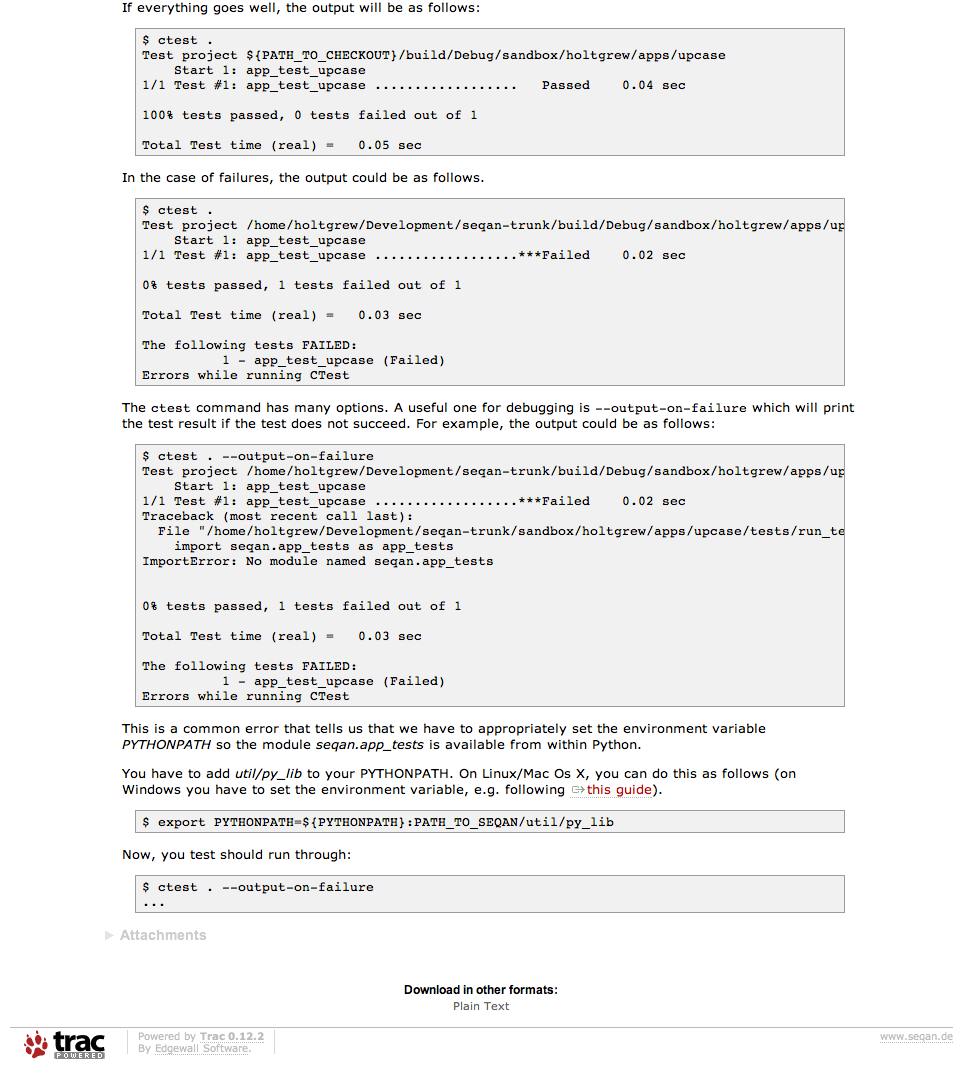 If everything goes well, the output will be as follows:
$ ctest .
Test project ${PATH_TO_CHECKOUT}/build/Debug/sandbox/holtgrew/apps/upcase
    Start 1: app_test_upcase
1/1 Test #1: app_test_upcase ..................   Passed    0.04 sec
100% tests passed, 0 tests failed out of 1
Total Test time (real) =   0.05 sec
In the case of failures, the output could be as follows.
$ ctest .
Test project /home/holtgrew/Development/seqan-trunk/build/Debug/sandbox/holtgrew/apps/up
    Start 1: app_test_upcase
1/1 Test #1: app_test_upcase ..................***Failed    0.02 sec
0% tests passed, 1 tests failed out of 1
Total Test time (real) =   0.03 sec
The following tests FAILED:
          1 - app_test_upcase (Failed)
Errors while running CTest
The ctest command has many options. A useful one for debugging is --output-on-failure which will print
the test result if the test does not succeed. For example, the output could be as follows:
$ ctest . --output-on-failure
Test project /home/holtgrew/Development/seqan-trunk/build/Debug/sandbox/holtgrew/apps/up
    Start 1: app_test_upcase
1/1 Test #1: app_test_upcase ..................***Failed    0.02 sec
Traceback (most recent call last):
  File "/home/holtgrew/Development/seqan-trunk/sandbox/holtgrew/apps/upcase/tests/run_te
    import seqan.app_tests as app_tests
ImportError: No module named seqan.app_tests
0% tests passed, 1 tests failed out of 1
Total Test time (real) =   0.03 sec
The following tests FAILED:
          1 - app_test_upcase (Failed)
Errors while running CTest
This is a common error that tells us that we have to appropriately set the environment variable
PYTHONPATH so the module seqan.app_tests is available from within Python.
You have to add util/py_lib to your PYTHONPATH. On Linux/Mac Os X, you can do this as follows (on
Windows you have to set the environment variable, e.g. following this guide).
$ export PYTHONPATH=${PYTHONPATH}:PATH_TO_SEQAN/util/py_lib
Now, you test should run through:
$ ctest . --output-on-failure
...
Attachments
Download in other formats:
Plain Text
trac
POWERED
Powered by Trac 0.12.2
By Edgewall Software.
www.seqan.de